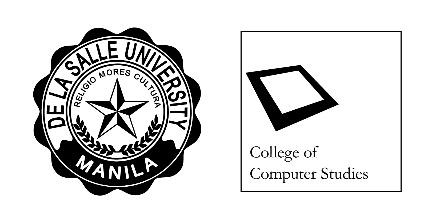 DE LA SALLE UNIVERSITY
RELIGIO MORES CULTURA
MANILA
College of
Computer Studies